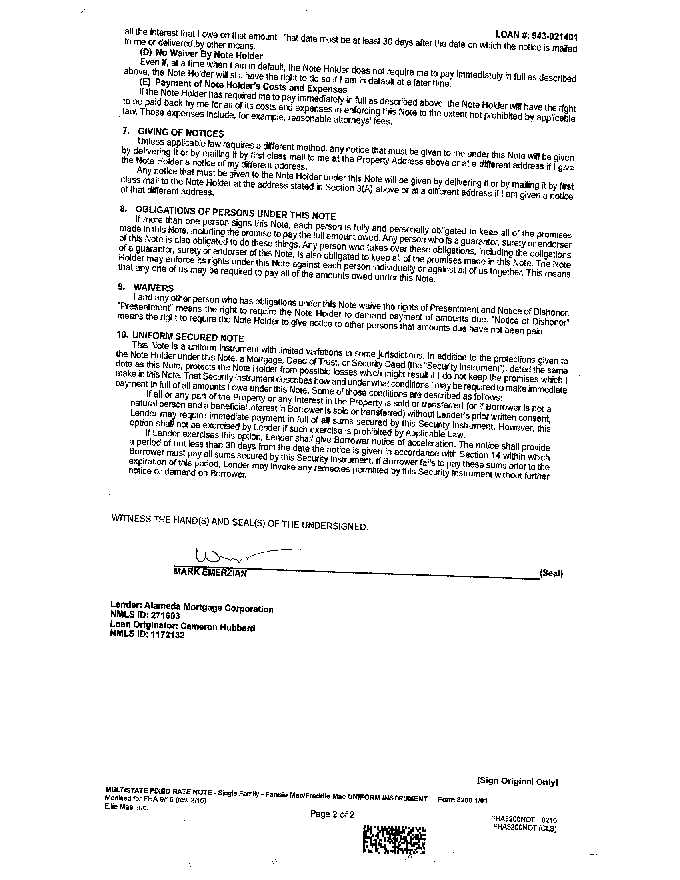 LOAN #: 943-021401
all the interest that I owe on that amount. That date must be at least 30 days after the date on which the notice is mailed
to me or delivered by other means.
(D) No Waiver By Note Holder
Even if, at a time when I am in default, the Note Holder does not require me to pay immediately in full as described
above, the Note Holder will still have the right to do so if I am in default at a later time.
(E) Payment of Note Holder's Costs and Expenses
If the Note Holder has required me to pay immediately in full as described above, the Note Holder will have the right
to be paid back by me for all of its costs and expenses in enforcing this Note to the extent not prohibited by applicable
law. Those expenses include, for example, reasonable attorneys' fees.
7. GIVING OF NOTICES
Unless applicable law requires a different method, any notice that must be given to me under this Note will be given
by delivering it or by mailing it by first class mail to me at the Property Address above or at a different address if I give
the Note Holder a notice of my different address.
Any notice that must be given to the Note Holder under this Note will be given by delivering it or by mailing it by first
class mail to the Note Holder at the address stated in Section 3(A) above or at a different address if I am given a notice
of that different address.
8. OBLIGATIONS OF PERSONS UNDER THIS NOTE
If more than one person signs this Note, each person is fully and personally obligated to keep all of the promises
made in this Note, including the promise to pay the full amount owed. Any person who is a guarantor, surety or endorser
of this Note is also obligated to do these things. Any person who takes over these obligations, including the obligations
of a guarantor, surety or endorser of this Note, is also obligated to keep all of the promises made in this Note. The Note
Holder may enforce its rights under this Note against each person individually or against all of us together. This means
that any one of us may be required to pay all of the amounts owed under this Note.
9. WAIVERS
I and any other person who has obligations under this Note waive the rights of Presentment and Notice of Dishonor.
"Presentment" means the right to require the Note Holder to demand payment of amounts due. "Notice of Dishonor"
means the right to require the Note Holder to give notice to other persons that amounts due have not been paid.
10. UNIFORM SECURED NOTE
This Note is a uniform instrument with limited variations in some jurisdictions. In addition to the protections given to
the Note Holder under this Note, a Mortgage, Deed of Trust, or Security Deed (the "Security Instrument"), dated the same
date as this Note, protects the Note Holder from possible losses which might result if I do not keep the promises which I
make in this Note. That Security Instrument describes how and under what conditions I may be required to make immediate
payment in full of all amounts I owe under this Note. Some of those conditions are described as follows:
If all or any part of the Property or any Interest in the Property is sold or transferred (or if Borrower is not a
natural person and a beneficial interest in Borrower is sold or transferred) without Lender's prior written consent,
Lender may require immediate payment in full of all sums secured by this Security Instrument. However, this
option shall not be exercised by Lender if such exercise is prohibited by Applicable Law.
If Lender exercises this option, Lender shall give Borrower notice of acceleration. The notice shall provide
a period of not less than 30 days from the date the notice is given in accordance with Section 14 within which
Borrower must pay all sums secured by this Security Instrument. If Borrower fails to pay these sums prior to the
expiration of this period, Lender may invoke any remedies permitted by this Security Instrument without further
notice or demand on Borrower.
WITNESS THE HAND(S) AND SEAL(S) OF THE UNDERSIGNED.
MARK EMERZIAN (Seal)
Lender: Alameda Mortgage Corporation
NMLS ID: 271603
Loan Originator: Cameron Hubbard
NMLS ID: 1172132
[Sign Original Only]
MULTISTATE FIXED RATE NOTE - Single Family - Fannie Mae/Freddie Mac UNIFORM INSTRUMENT Form 3200 1/01
Modified for FHA
Ellie Mae, Inc.
Page 2 of 2
FHA3200NOT 0215
FHA3200NOT (CLS)